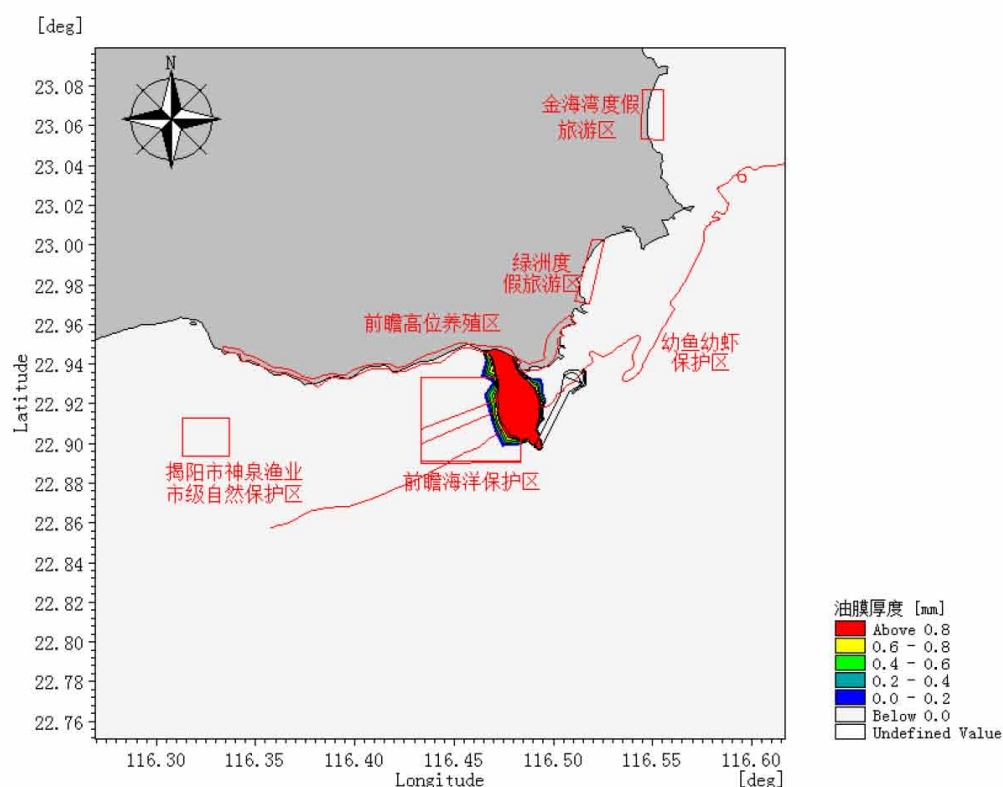 [deg]
N
23.08
23.06
23.04
23.02
23.00
22.98
22.96
22.94
22.92
22.90
22.88
22.86
22.84
22.82
22.80
22.78
22.76
Latitude
金海湾度假
旅游区
绿洲度
假旅游区
前瞻高位养殖区
幼鱼幼虾
保护区
揭阳市神泉渔业
市级自然保护区
前瞻海洋保护区
116.30
116.35
116.40
116.45
116.50
116.55
116.60
Longitude
[deg]
油膜厚度 [mm]
Above 0.8
0.6 - 0.8
0.4 - 0.6
0.2 - 0.4
0.0 - 0.2
Below 0.0
Undefined Value